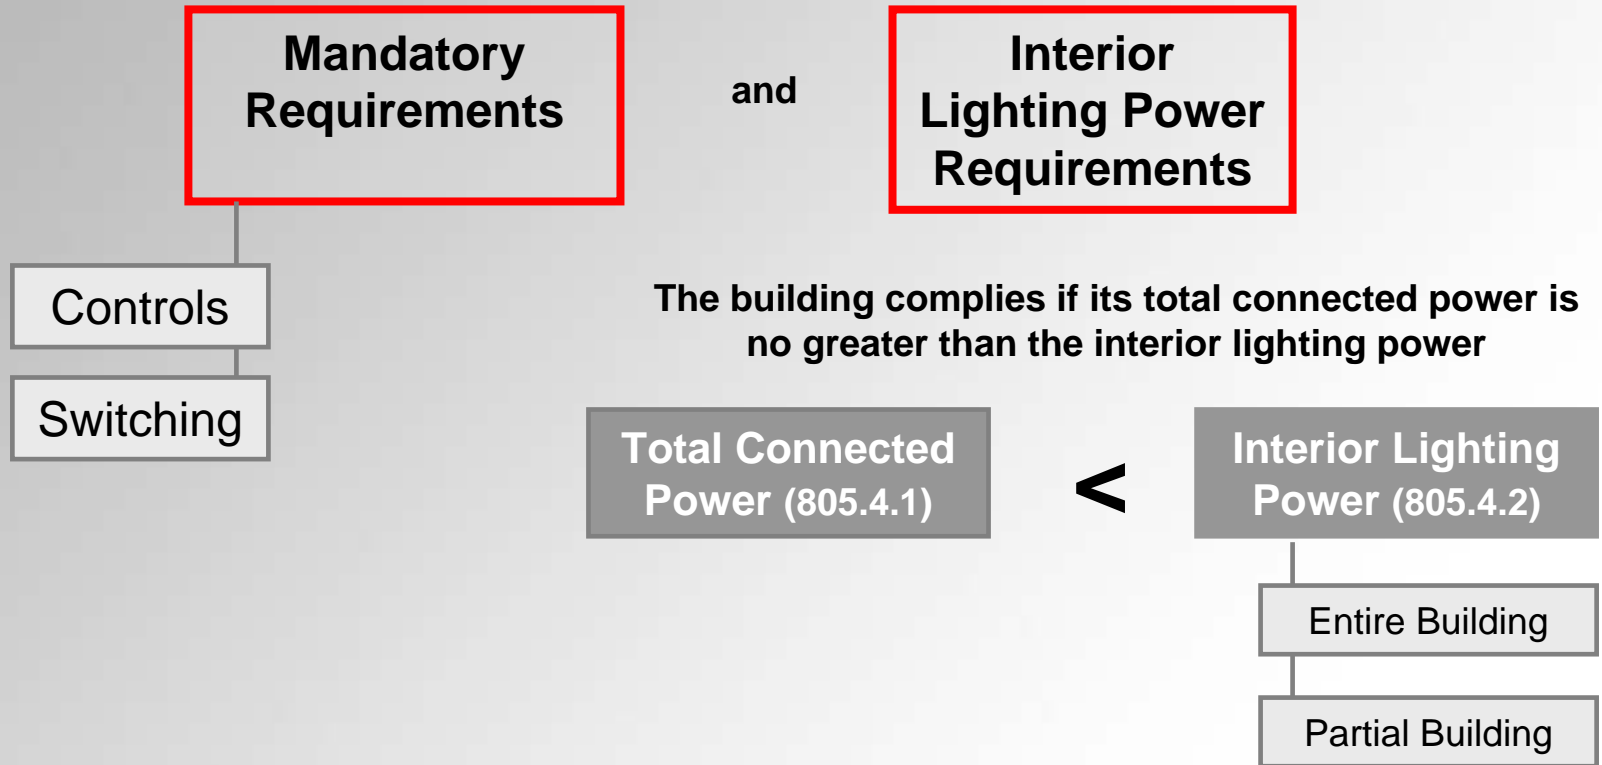 Mandatory
Requirements
and
Interior
Lighting Power
Requirements
Controls
Switching
The building complies if its total connected power is
no greater than the interior lighting power
Total Connected
Power (805.4.1)
<
Interior Lighting
Power (805.4.2)
Entire Building
Partial Building